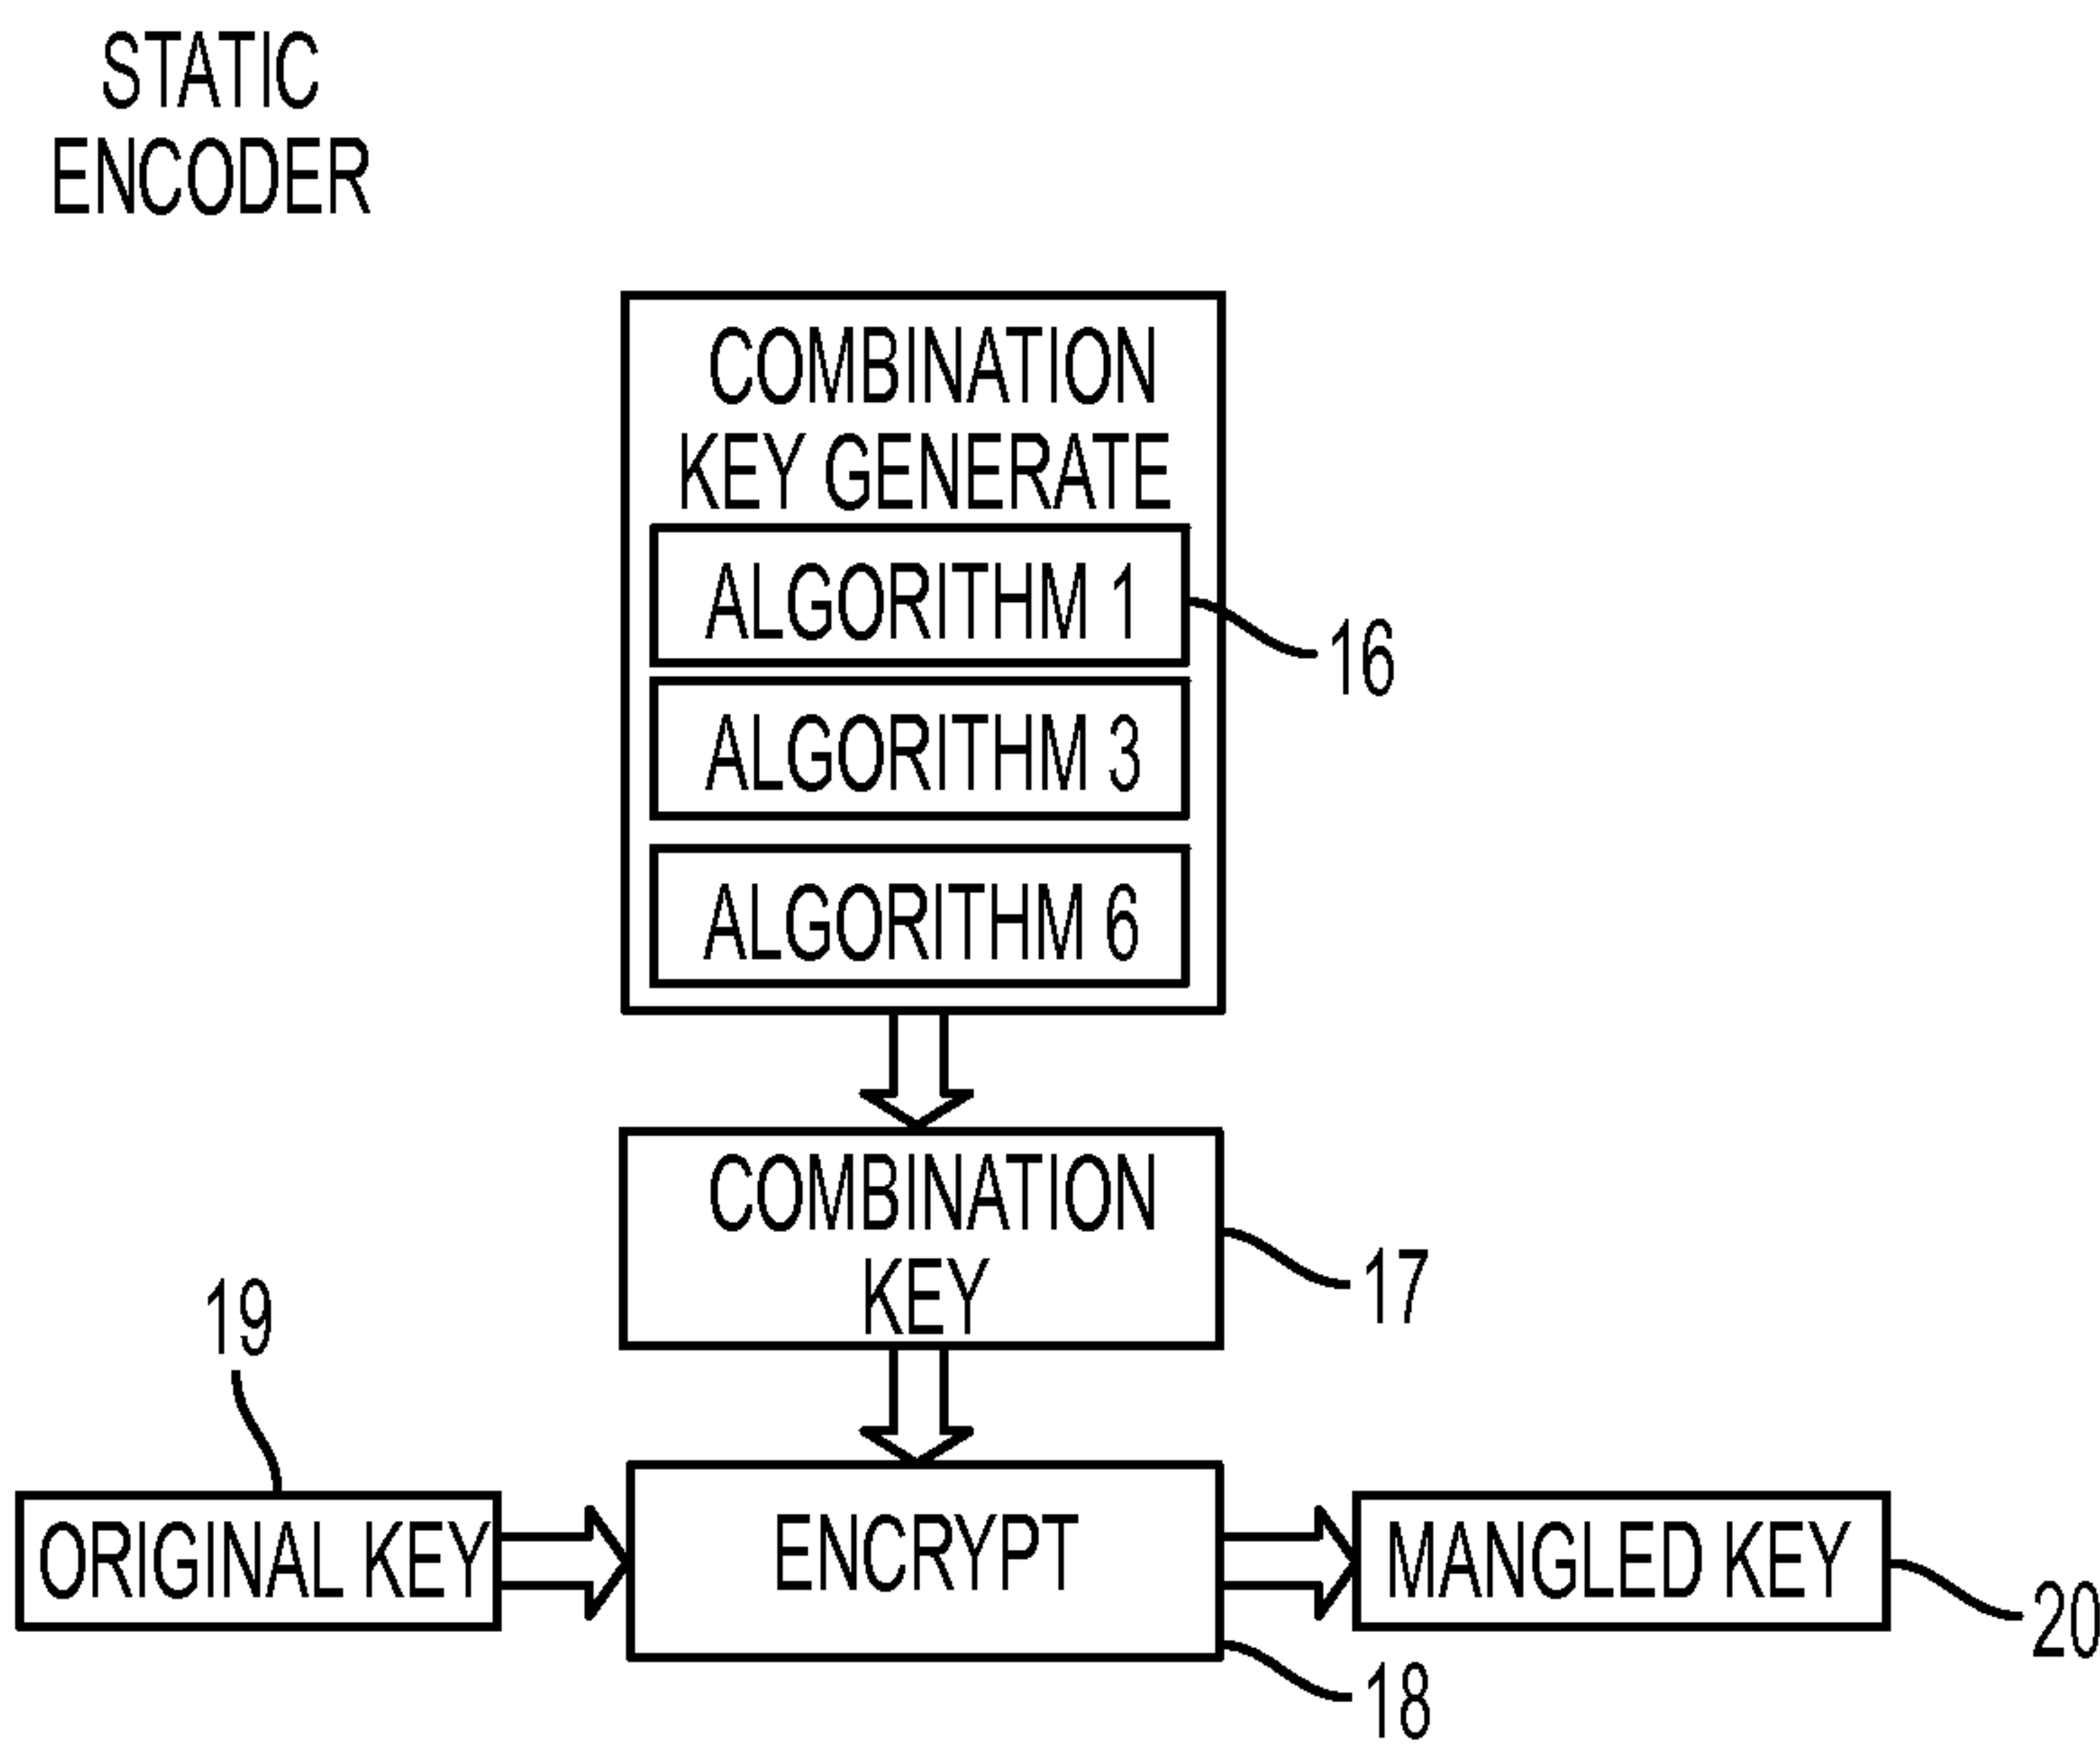 STATIC
ENCODER
COMBINATION
KEY GENERATE
ALGORITHM 1
16
ALGORITHM 3
ALGORITHM 6
COMBINATION
KEY
17
19
ORIGINAL KEY
ENCRYPT
MANGLED KEY
20
18